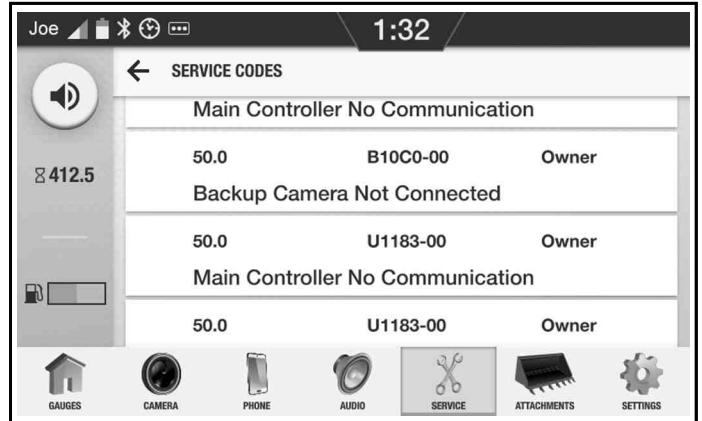 Joe 1:32
SERVICE CODES
Main Controller No Communication
412.5
50.0 B10C0-00 Owner
Backup Camera Not Connected
50.0 U1183-00 Owner
Main Controller No Communication
50.0 U1183-00 Owner
GAUGES CAMERA PHONE AUDIO SERVICE ATTACHMENTS SETTINGS